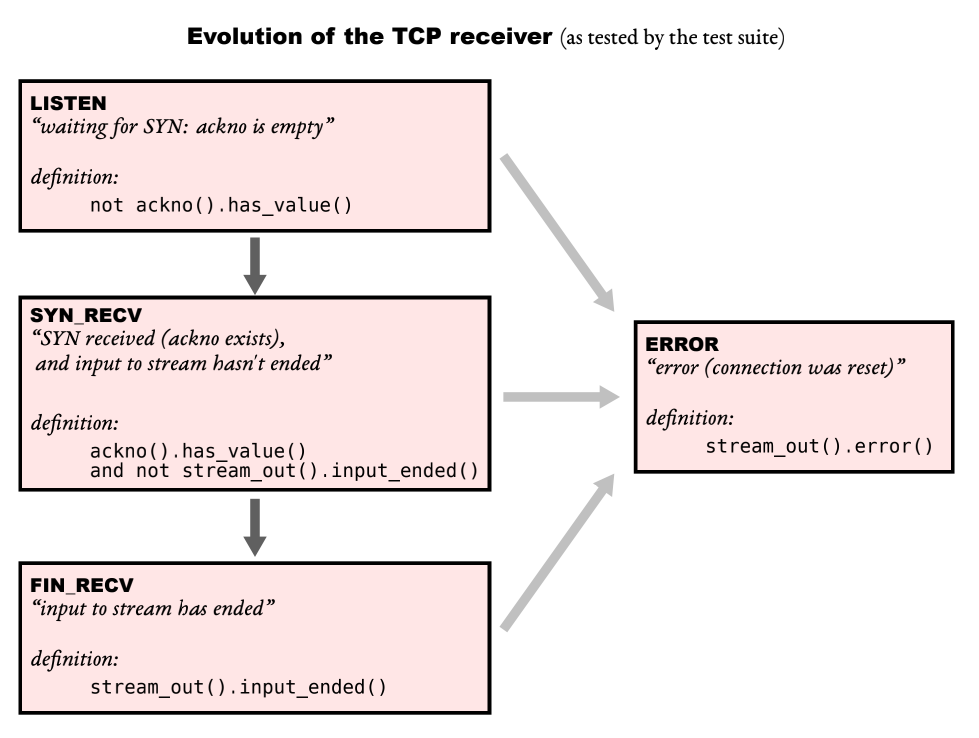 Evolution of the TCP receiver (as tested by the test suite)
LISTEN
“waiting for SYN: ackno is empty”
definition:
not ackno().has_value()
SYN_RECV
“SYN received (ackno exists),
and input to stream hasn't ended”
definition:
ackno().has_value()
and not stream_out().input_ended()
FIN_RECV
“input to stream has ended”
definition:
stream_out().input_ended()
ERROR
“error (connection was reset)”
definition:
stream_out().error()